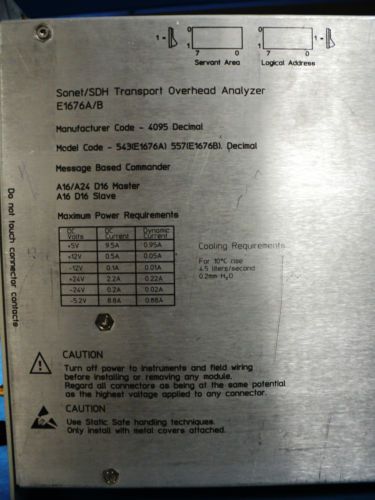 1 - 0 1 7 0 Servant Area
0 1 7 0 1 - Logical Address
Sonet/SDH Transport Overhead Analyzer
E1676A/B
Manufacturer Code - 4095 Decimal
Model Code - 543(E1676A) 557(E1676B). Decimal
Message Based Commander
A16/A24 D16 Master
A16 D16 Slave
Maximum Power Requirements
DC Volts DC Current Dynamic Current
+5V 9.5A 0.95A
+12V 0.5A 0.05A
-12V 0.1A 0.01A
+24V 2.2A 0.22A
-24V 0.2A 0.02A
-5.2V 8.8A 0.88A
Cooling Requirements
For 10°C rise
4.5 liters/second
0.2mm H₂O
Do not touch connector contacts
CAUTION
Turn off power to instruments and field wiring
before installing or removing any module.
Regard all connectors as being at the same potential
as the highest voltage applied to any connector.
CAUTION
Use Static Safe handling techniques.
Only install with metal covers attached.